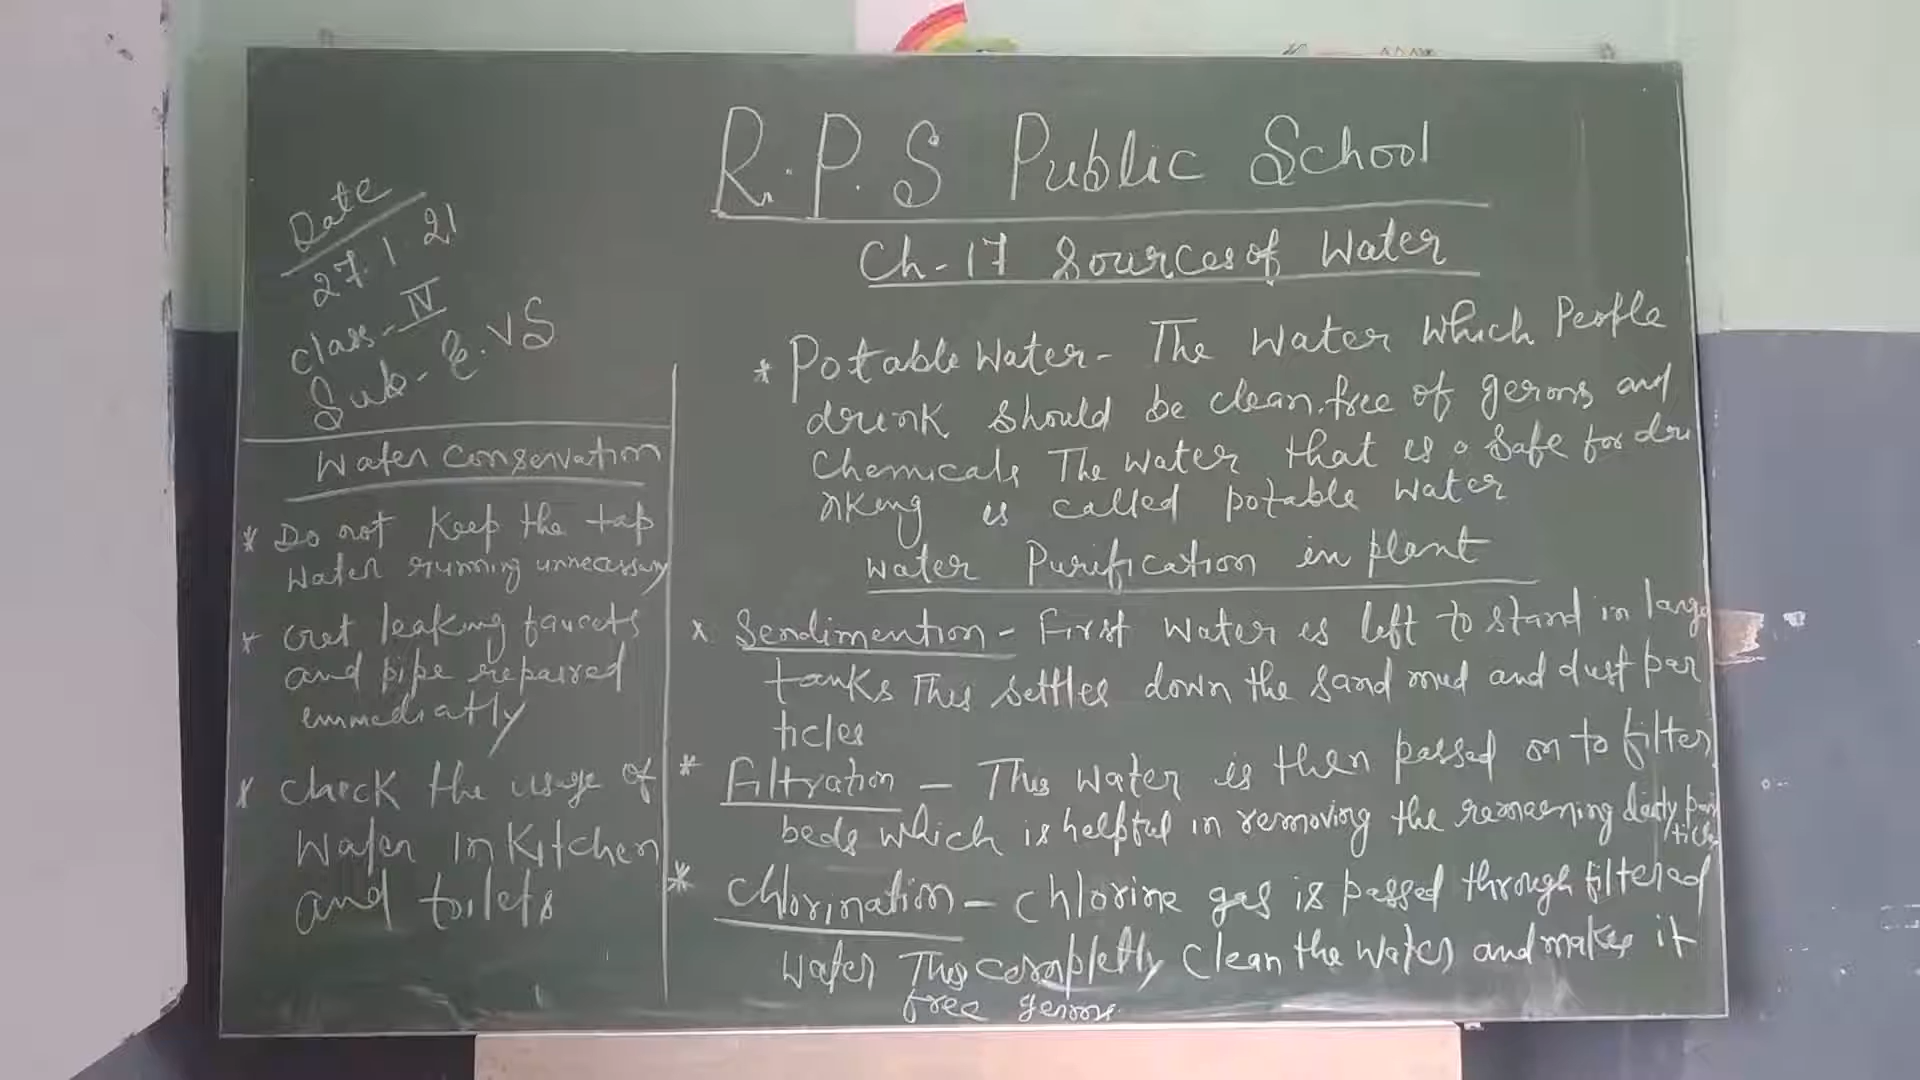 R.P.S Public School
Ch-17 Sources of Water
Date
27.1.21
Class-IV
Sub-E.VS
Water Conservation
* Do not Keep the tap
Water running unnecessary
* Get leaking faucets
and pipe repaired
immediatly
* Check the usage of
Water in Kitchen
and toilets
* Potable Water- The Water Which People
drink should be clean.free of germs and
Chemicals The Water that is a Safe for dri
nking is called potable Water
Water Purification in plant
* Sendimention - First Water is left to stand in large
tanks This settles down the sand mud and dust par
ticles
* Filtration - This Water is then passed on to filter
beds which is helpful in removing the remaining dirty par
ticles
* Chlorination - Chlorine gas is passed through filtered
Water This completly Clean the Water and makes it
free germs.